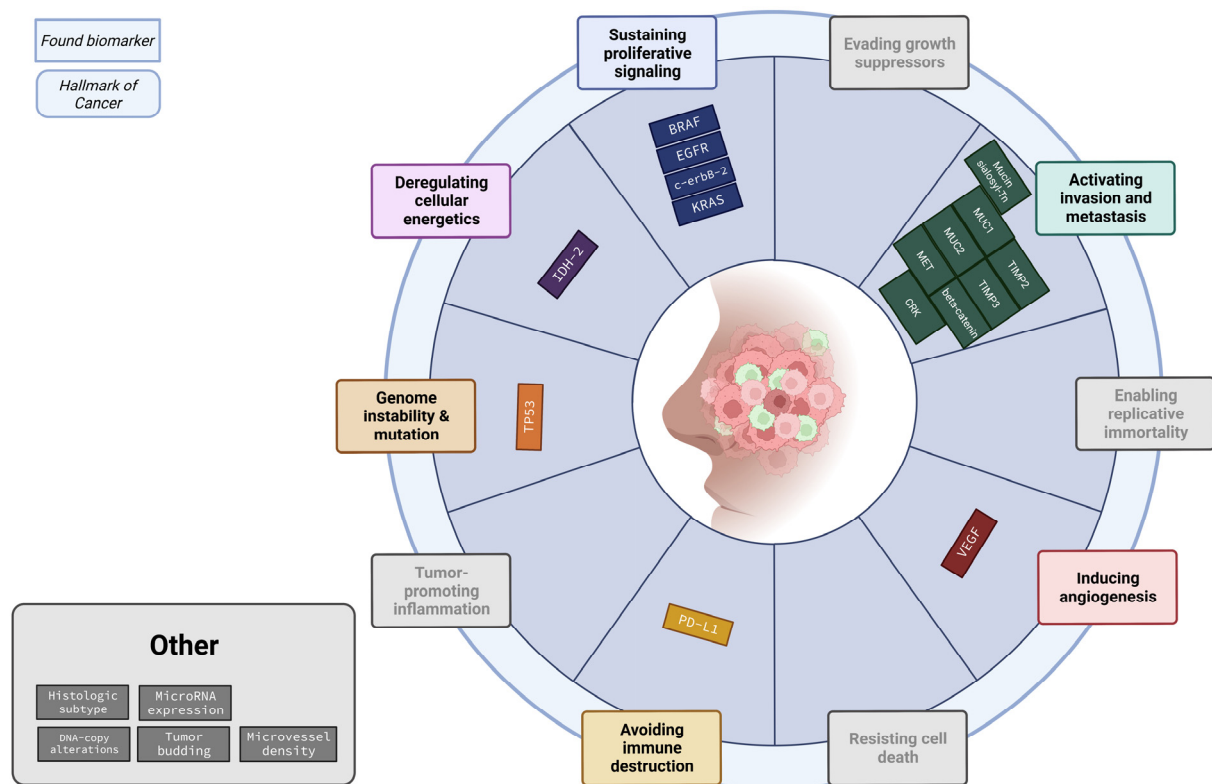 Found biomarker
Hallmark of
Cancer
Sustaining
proliferative
signaling
Evading growth
suppressors
BRAF
EGFR
c-erbB-2
KRAS
Mucin
sialosyl-Tn
MUC1
MUC2
MET
CRK
TIMP2
TIMP3
beta-catenin
Activating
invasion and
metastasis
Deregulating
cellular
energetics
IDH-2
Genome
instability &
mutation
TP53
Enabling
replicative
immortality
Tumor-
promoting
inflammation
VEGF
Inducing
angiogenesis
PD-L1
Avoiding
immune
destruction
Resisting cell
death
Other
Histologic
subtype
MicroRNA
expression
DNA-copy
alterations
Tumor
budding
Microvessel
density